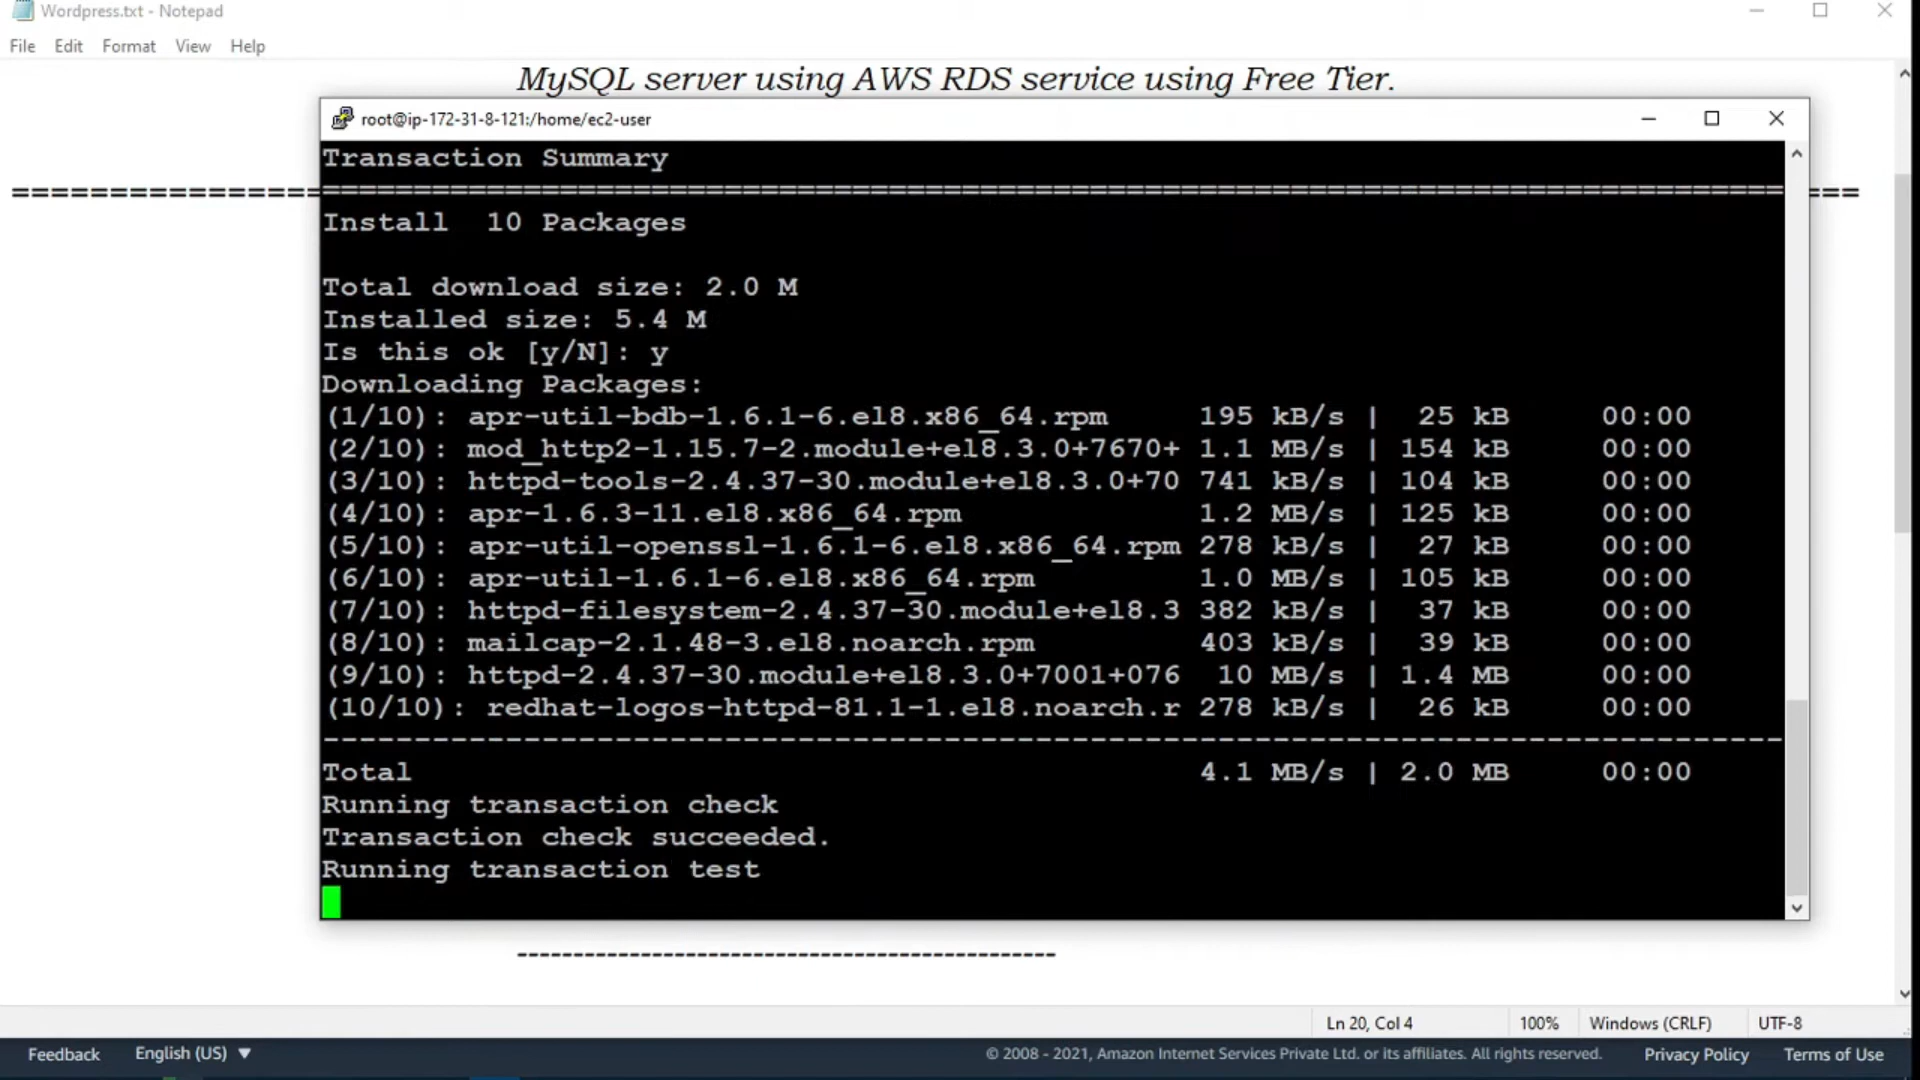 Wordpress.txt - Notepad
File Edit Format View Help
MySQL server using AWS RDS service using Free Tier.
root@ip-172-31-8-121:/home/ec2-user
Transaction Summary
Install  10 Packages
Total download size: 2.0 M
Installed size: 5.4 M
Is this ok [y/N]: y
Downloading Packages:
(1/10): apr-util-bdb-1.6.1-6.el8.x86_64.rpm 195 kB/s | 25 kB 00:00
(2/10): mod_http2-1.15.7-2.module+el8.3.0+7670+ 1.1 MB/s | 154 kB 00:00
(3/10): httpd-tools-2.4.37-30.module+el8.3.0+70 741 kB/s | 104 kB 00:00
(4/10): apr-1.6.3-11.el8.x86_64.rpm 1.2 MB/s | 125 kB 00:00
(5/10): apr-util-openssl-1.6.1-6.el8.x86_64.rpm 278 kB/s | 27 kB 00:00
(6/10): apr-util-1.6.1-6.el8.x86_64.rpm 1.0 MB/s | 105 kB 00:00
(7/10): httpd-filesystem-2.4.37-30.module+el8.3 382 kB/s | 37 kB 00:00
(8/10): mailcap-2.1.48-3.el8.noarch.rpm 403 kB/s | 39 kB 00:00
(9/10): httpd-2.4.37-30.module+el8.3.0+7001+076 10 MB/s | 1.4 MB 00:00
(10/10): redhat-logos-httpd-81.1-1.el8.noarch.r 278 kB/s | 26 kB 00:00
Total 4.1 MB/s | 2.0 MB 00:00
Running transaction check
Transaction check succeeded.
Running transaction test
Ln 20, Col 4 100% Windows (CRLF) UTF-8
Feedback English (US) © 2008 - 2021, Amazon Internet Services Private Ltd. or its affiliates. All rights reserved. Privacy Policy Terms of Use